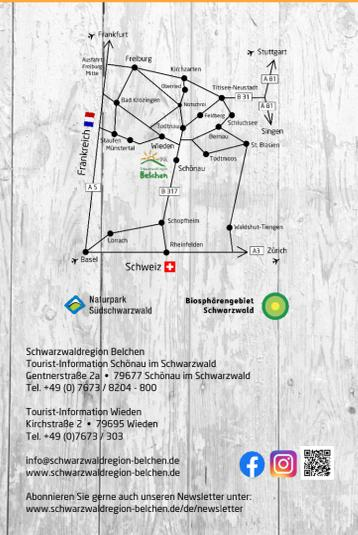 Frankfurt
Stuttgart
Ausfahrt
Freiburg
Mitte
Freiburg
Kirchzarten
A 81
Oberried
Titisee-Neustadt
B 31
A 81
Bad Krozingen
Notschrei
Feldberg
Schluchsee
Singen
Frankreich
Todtnau
Bernau
Staufen
Münstertal
Wieden
St. Blasien
Belchen
Schönau
Todtmoos
A 5
B 317
Schopfheim
Waldshut-Tiengen
Lörrach
Rheinfelden
A3
Zürich
Basel
Schweiz
Naturpark
Südschwarzwald
Biosphärengebiet
Schwarzwald
Schwarzwaldregion Belchen
Tourist-Information Schönau im Schwarzwald
Gentnerstraße 2a • 79677 Schönau im Schwarzwald
Tel. +49 (0) 7673 / 8204 - 800
Tourist-Information Wieden
Kirchstraße 2 • 79695 Wieden
Tel. +49 (0)7673 / 303
info@schwarzwaldregion-belchen.de
www.schwarzwaldregion-belchen.de
Abonnieren Sie gerne auch unseren Newsletter unter:
www.schwarzwaldregion-belchen.de/de/newsletter